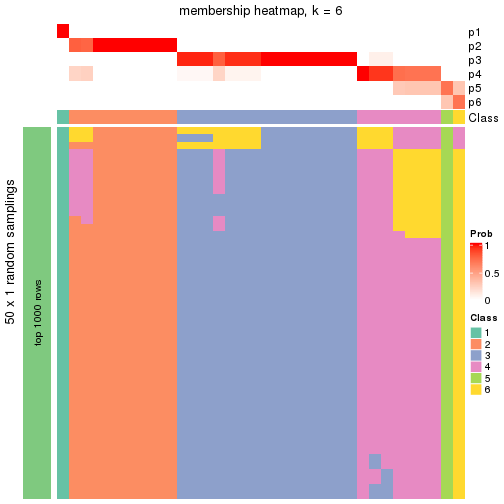 membership heatmap, k = 6
p1
p2
p3
p4
p5
p6
Class
50 x 1 random samplings
top 1000 rows
Prob
1
0.5
0
Class
1
2
3
4
5
6